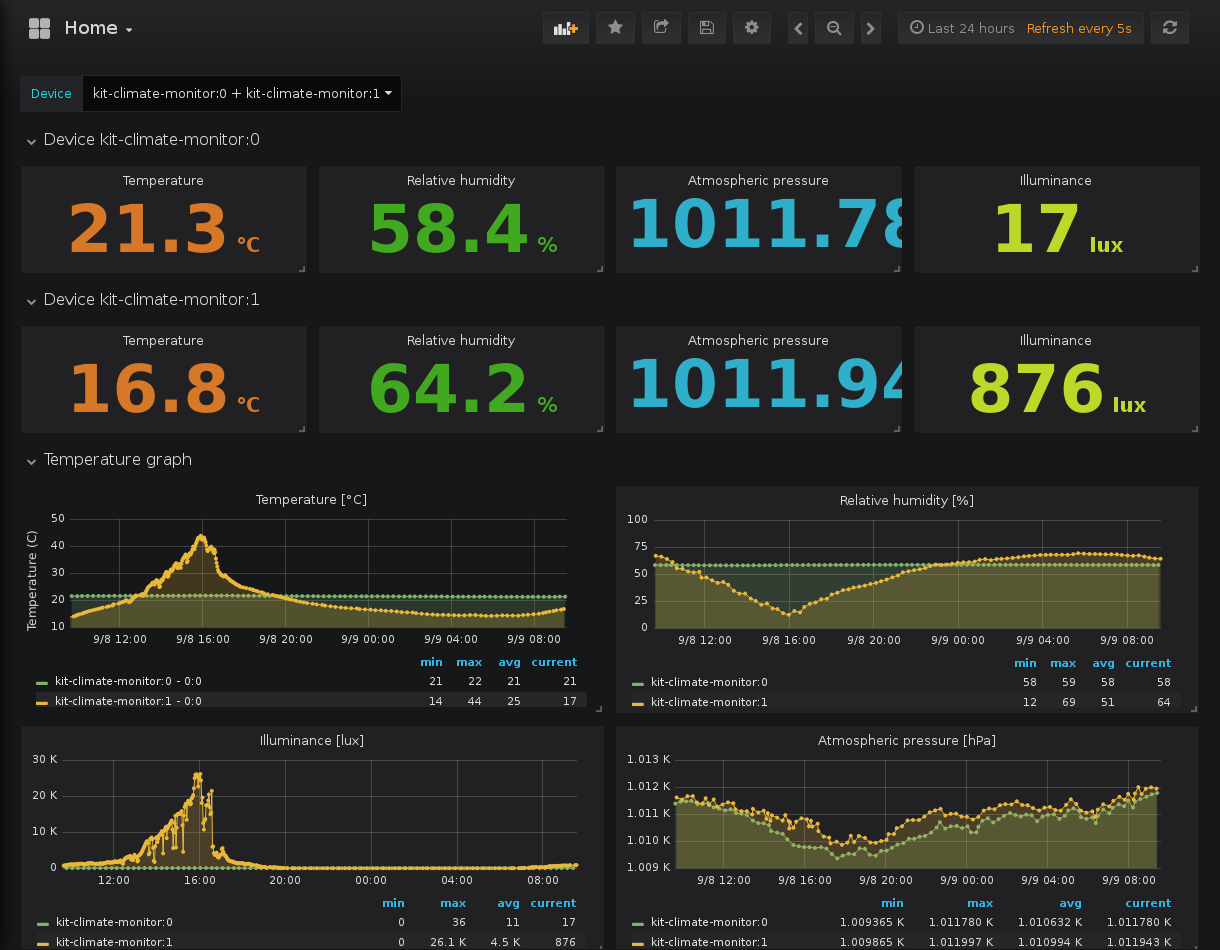 Home
Last 24 hours Refresh every 5s
Device kit-climate-monitor:0 + kit-climate-monitor:1
Device kit-climate-monitor:0
Temperature
21.3 °C
Relative humidity
58.4 %
Atmospheric pressure
1011.78
Illuminance
17 lux
Device kit-climate-monitor:1
Temperature
16.8 °C
Relative humidity
64.2 %
Atmospheric pressure
1011.94
Illuminance
876 lux
Temperature graph
Temperature [°C]
Temperature (C)
50
40
30
20
10
9/8 12:00 9/8 16:00 9/8 20:00 9/9 00:00 9/9 04:00 9/9 08:00
min max avg current
kit-climate-monitor:0 - 0:0 21 22 21 21
kit-climate-monitor:1 - 0:0 14 44 25 17
Relative humidity [%]
100
75
50
25
0
9/8 12:00 9/8 16:00 9/8 20:00 9/9 00:00 9/9 04:00 9/9 08:00
min max avg current
kit-climate-monitor:0 58 59 58 58
kit-climate-monitor:1 12 69 51 64
Illuminance [lux]
30 K
20 K
10 K
0
12:00 16:00 20:00 00:00 04:00 08:00
min max avg current
kit-climate-monitor:0 0 36 11 17
kit-climate-monitor:1 0 26.1 K 4.5 K 876
Atmospheric pressure [hPa]
1.013 K
1.012 K
1.011 K
1.010 K
1.009 K
9/8 12:00 9/8 16:00 9/8 20:00 9/9 00:00 9/9 04:00 9/9 08:00
min max avg current
kit-climate-monitor:0 1.009365 K 1.011780 K 1.010632 K 1.011780 K
kit-climate-monitor:1 1.009865 K 1.011997 K 1.010994 K 1.011943 K